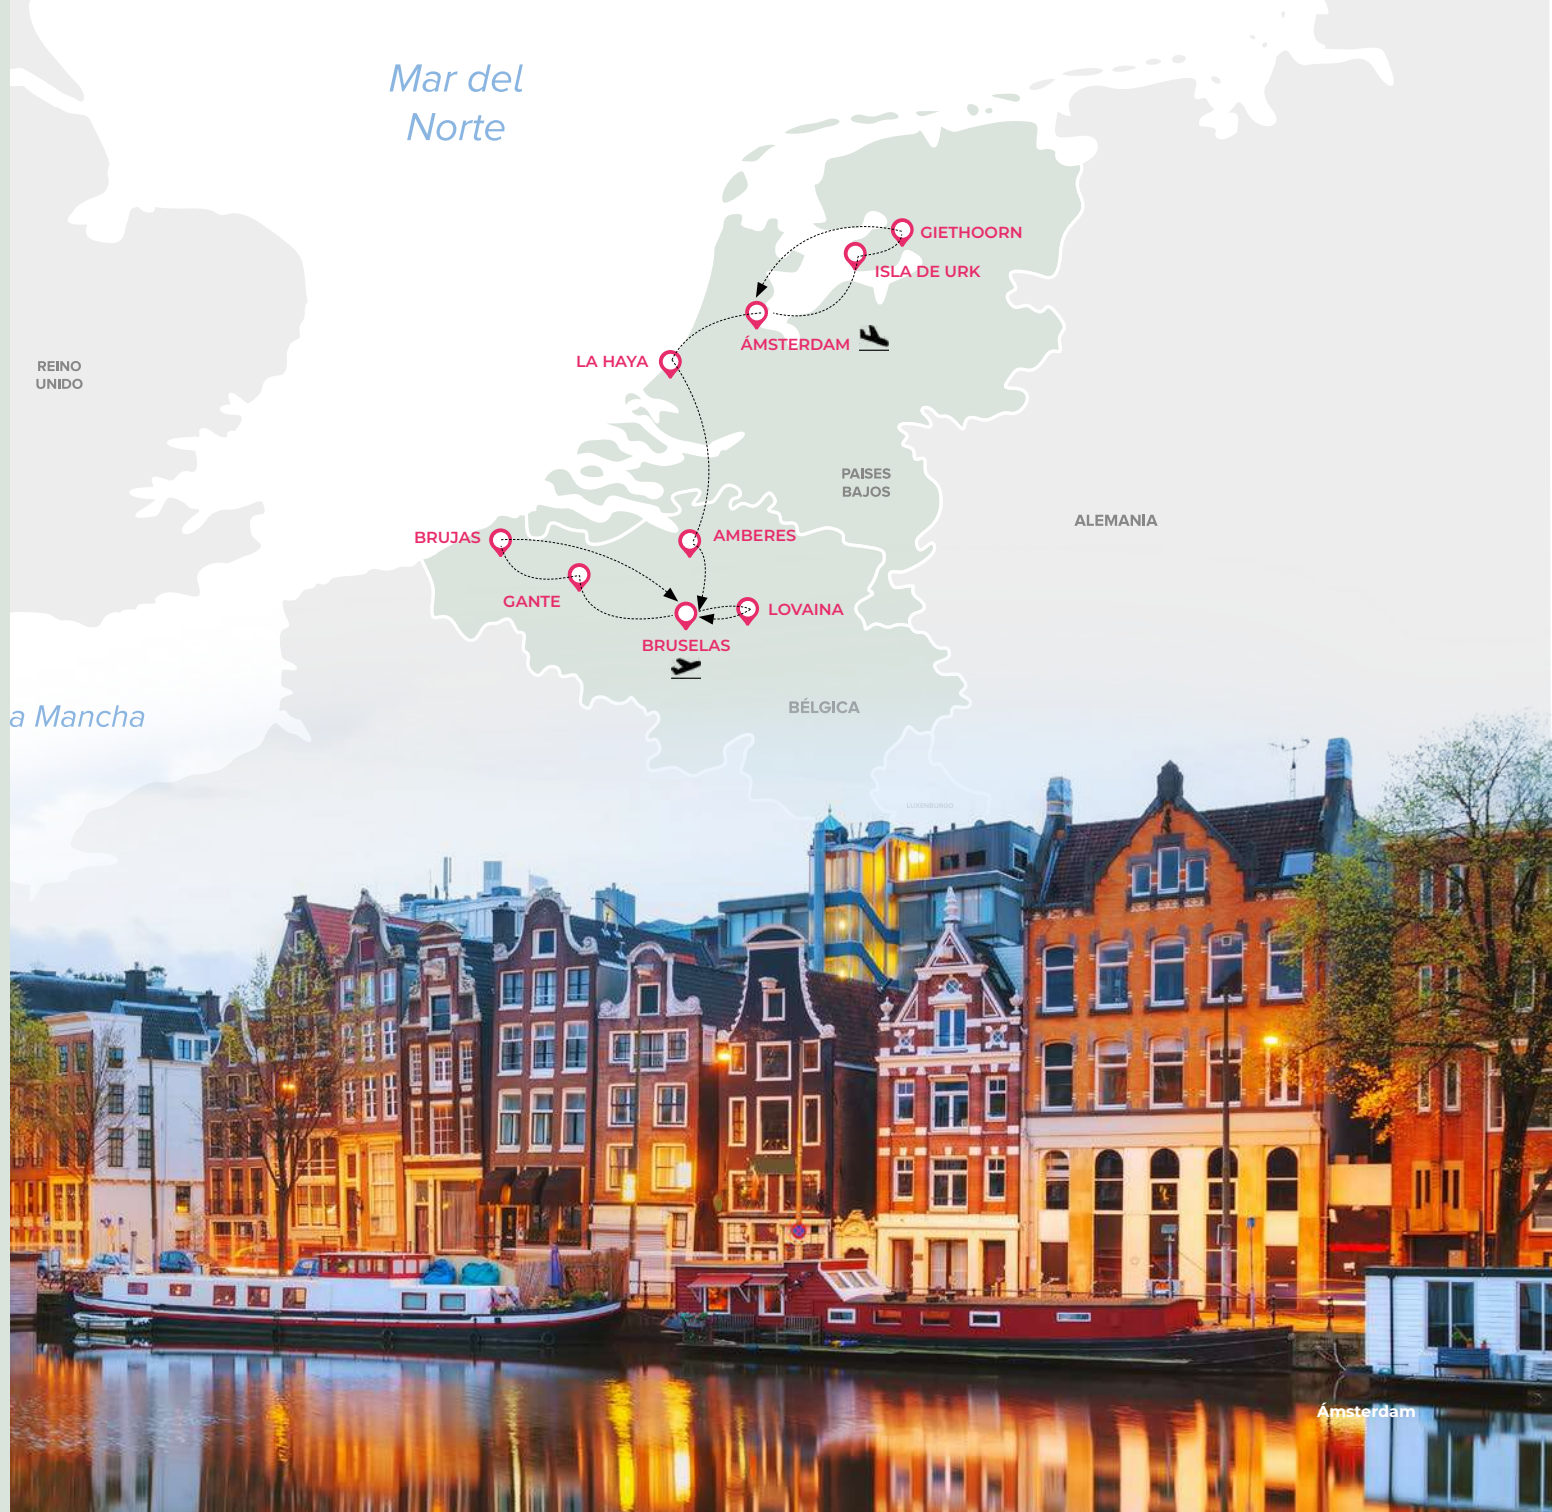 Mar del
Norte
GIETHOORN
ISLA DE URK
ÁMSTERDAM
LA HAYA
REINO
UNIDO
PAISES
BAJOS
ALEMANIA
BRUJAS
AMBERES
GANTE
LOVAINA
BRUSELAS
BÉLGICA
a Mancha
LUXEMBURGO
Ámsterdam